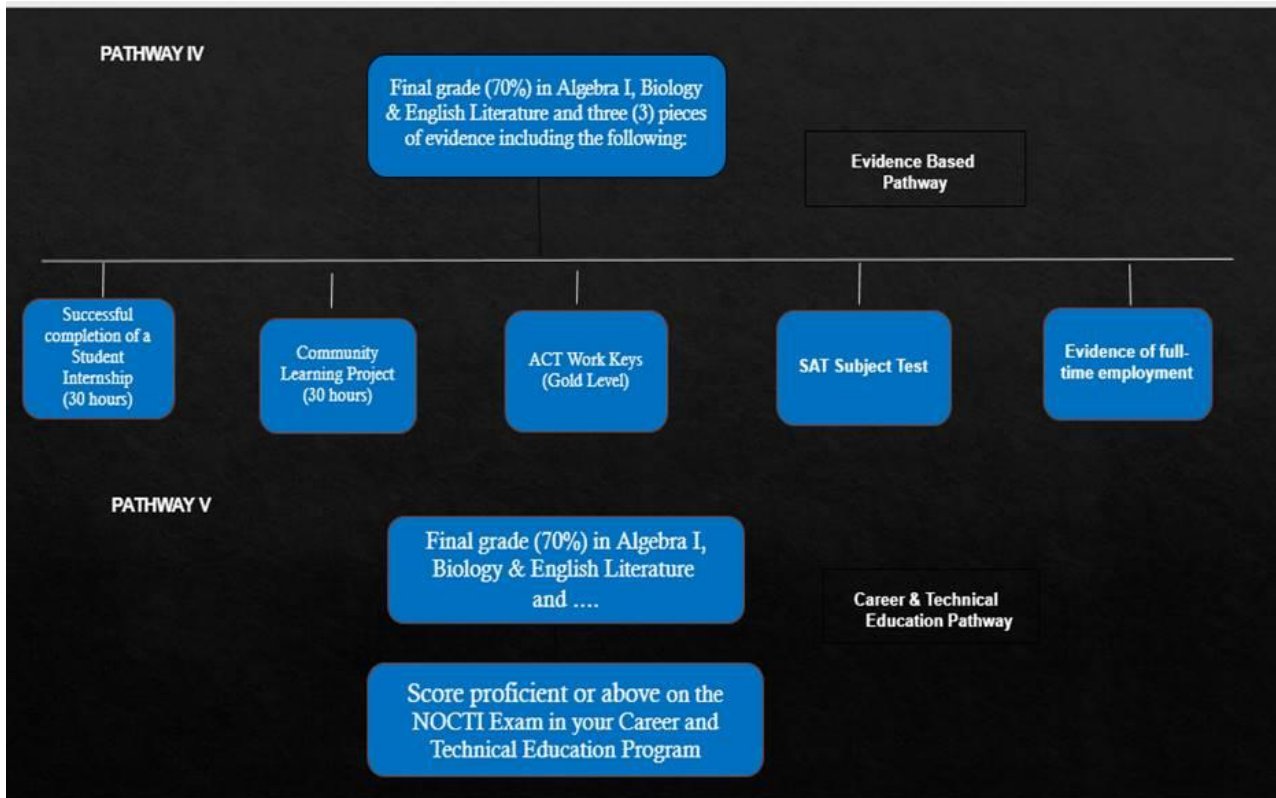 PATHWAY IV
Final grade (70%) in Algebra I, Biology
& English Literature and three (3) pieces
of evidence including the following:
Evidence Based
Pathway
Successful
completion of a
Student
Internship
(30 hours)
Community
Learning Project
(30 hours)
ACT Work Keys
(Gold Level)
SAT Subject Test
Evidence of full-
time employment
PATHWAY V
Final grade (70%) in Algebra I,
Biology & English Literature
and ....
Career & Technical
Education Pathway
Score proficient or above on the
NOCTI Exam in your Career and
Technical Education Program